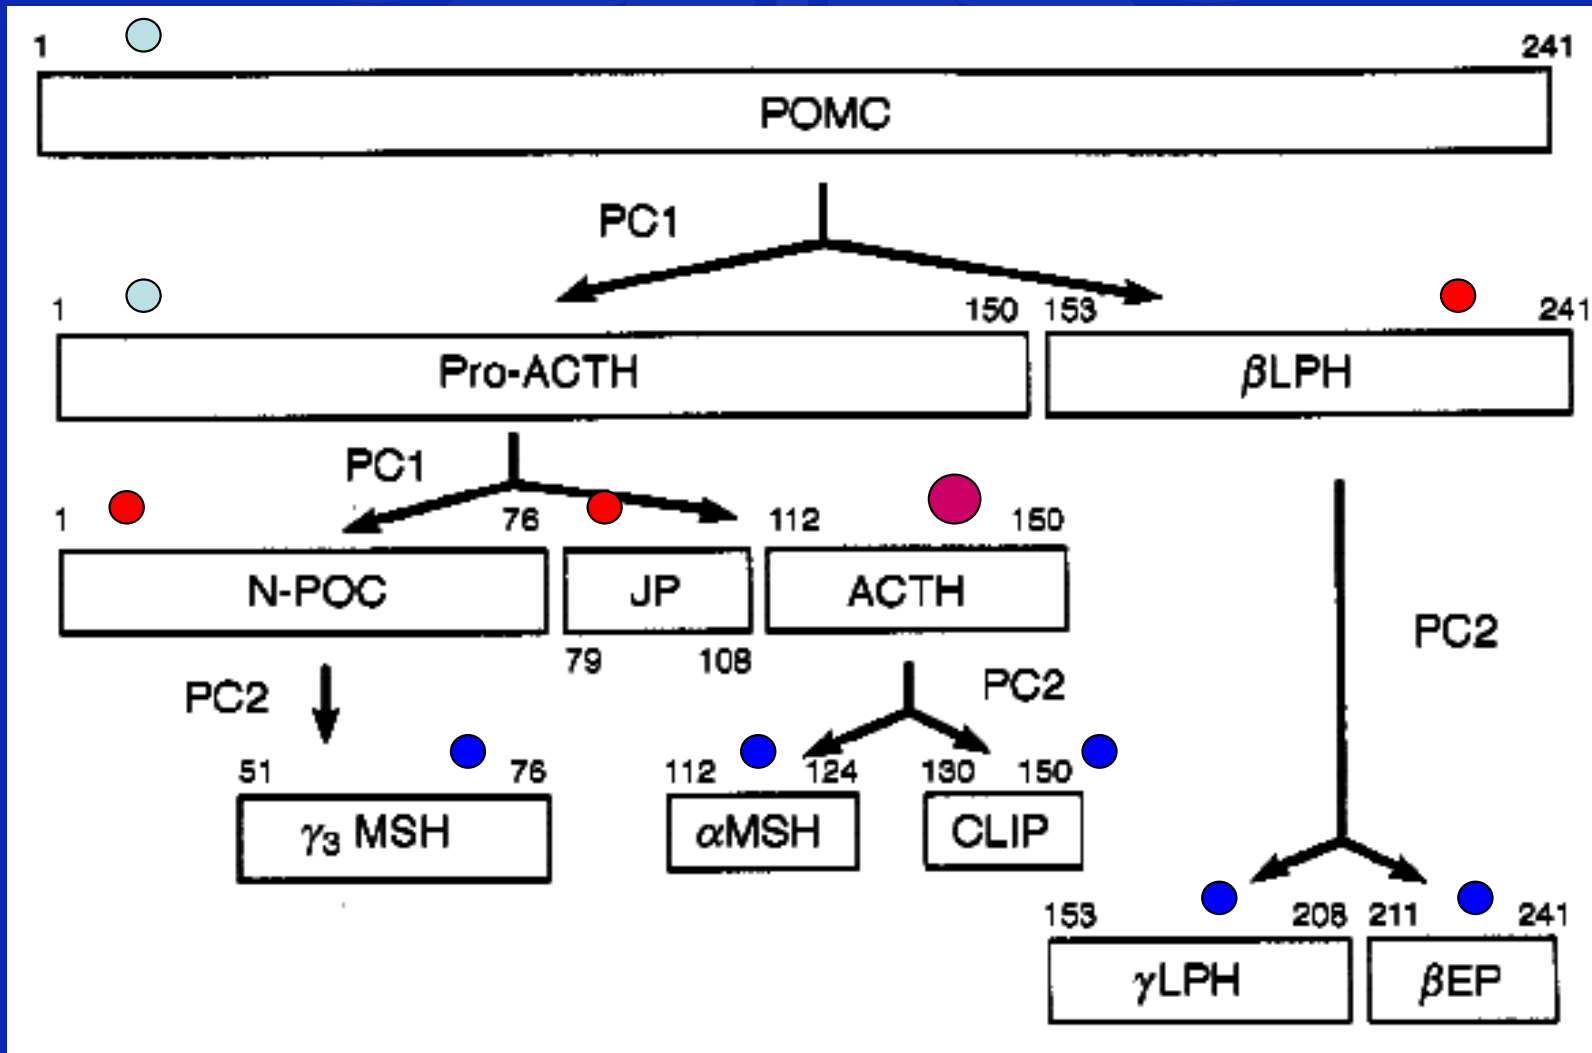 1 241
POMC
PC1
1 150 153 241
Pro-ACTH βLPH
PC1
1 76 112 150
N-POC JP ACTH
79 108
PC2 PC2 PC2
51 76 112 124 130 150
γ3 MSH αMSH CLIP
153 208 211 241
γLPH βEP